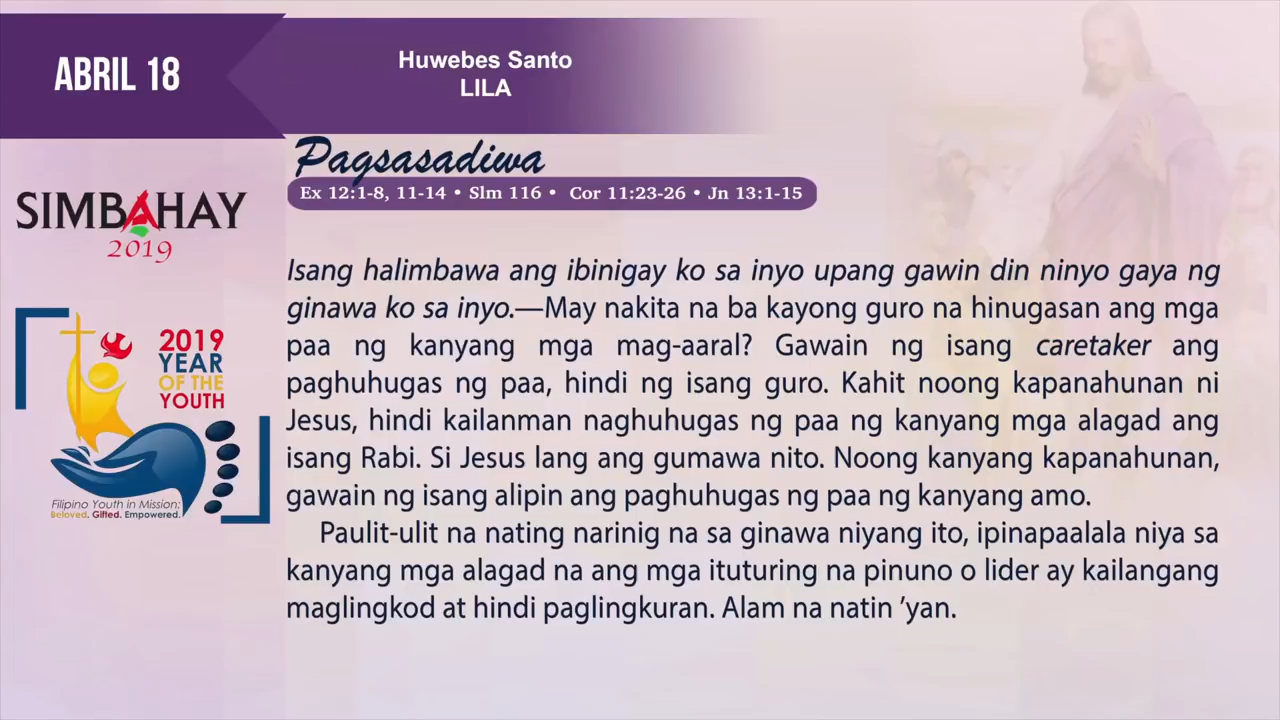 ABRIL 18
Huwebes Santo
LILA
Pagsasadiwa
Ex 12:1-8, 11-14 • Slm 116 • Cor 11:23-26 • Jn 13:1-15
SIMBAHAY
2019
2019
YEAR
OF THE
YOUTH
Filipino Youth in Mission:
Beloved. Gifted. Empowered.
Isang halimbawa ang ibinigay ko sa inyo upang gawin din ninyo gaya ng
ginawa ko sa inyo.—May nakita na ba kayong guro na hinugasan ang mga
paa ng kanyang mga mag-aaral? Gawain ng isang caretaker ang
paghuhugas ng paa, hindi ng isang guro. Kahit noong kapanahunan ni
Jesus, hindi kailanman naghuhugas ng paa ng kanyang mga alagad ang
isang Rabi. Si Jesus lang ang gumawa nito. Noong kanyang kapanahunan,
gawain ng isang alipin ang paghuhugas ng paa ng kanyang amo.
Paulit-ulit na nating narinig na sa ginawa niyang ito, ipinapaalala niya sa
kanyang mga alagad na ang mga ituturing na pinuno o lider ay kailangang
maglingkod at hindi paglingkuran. Alam na natin ’yan.